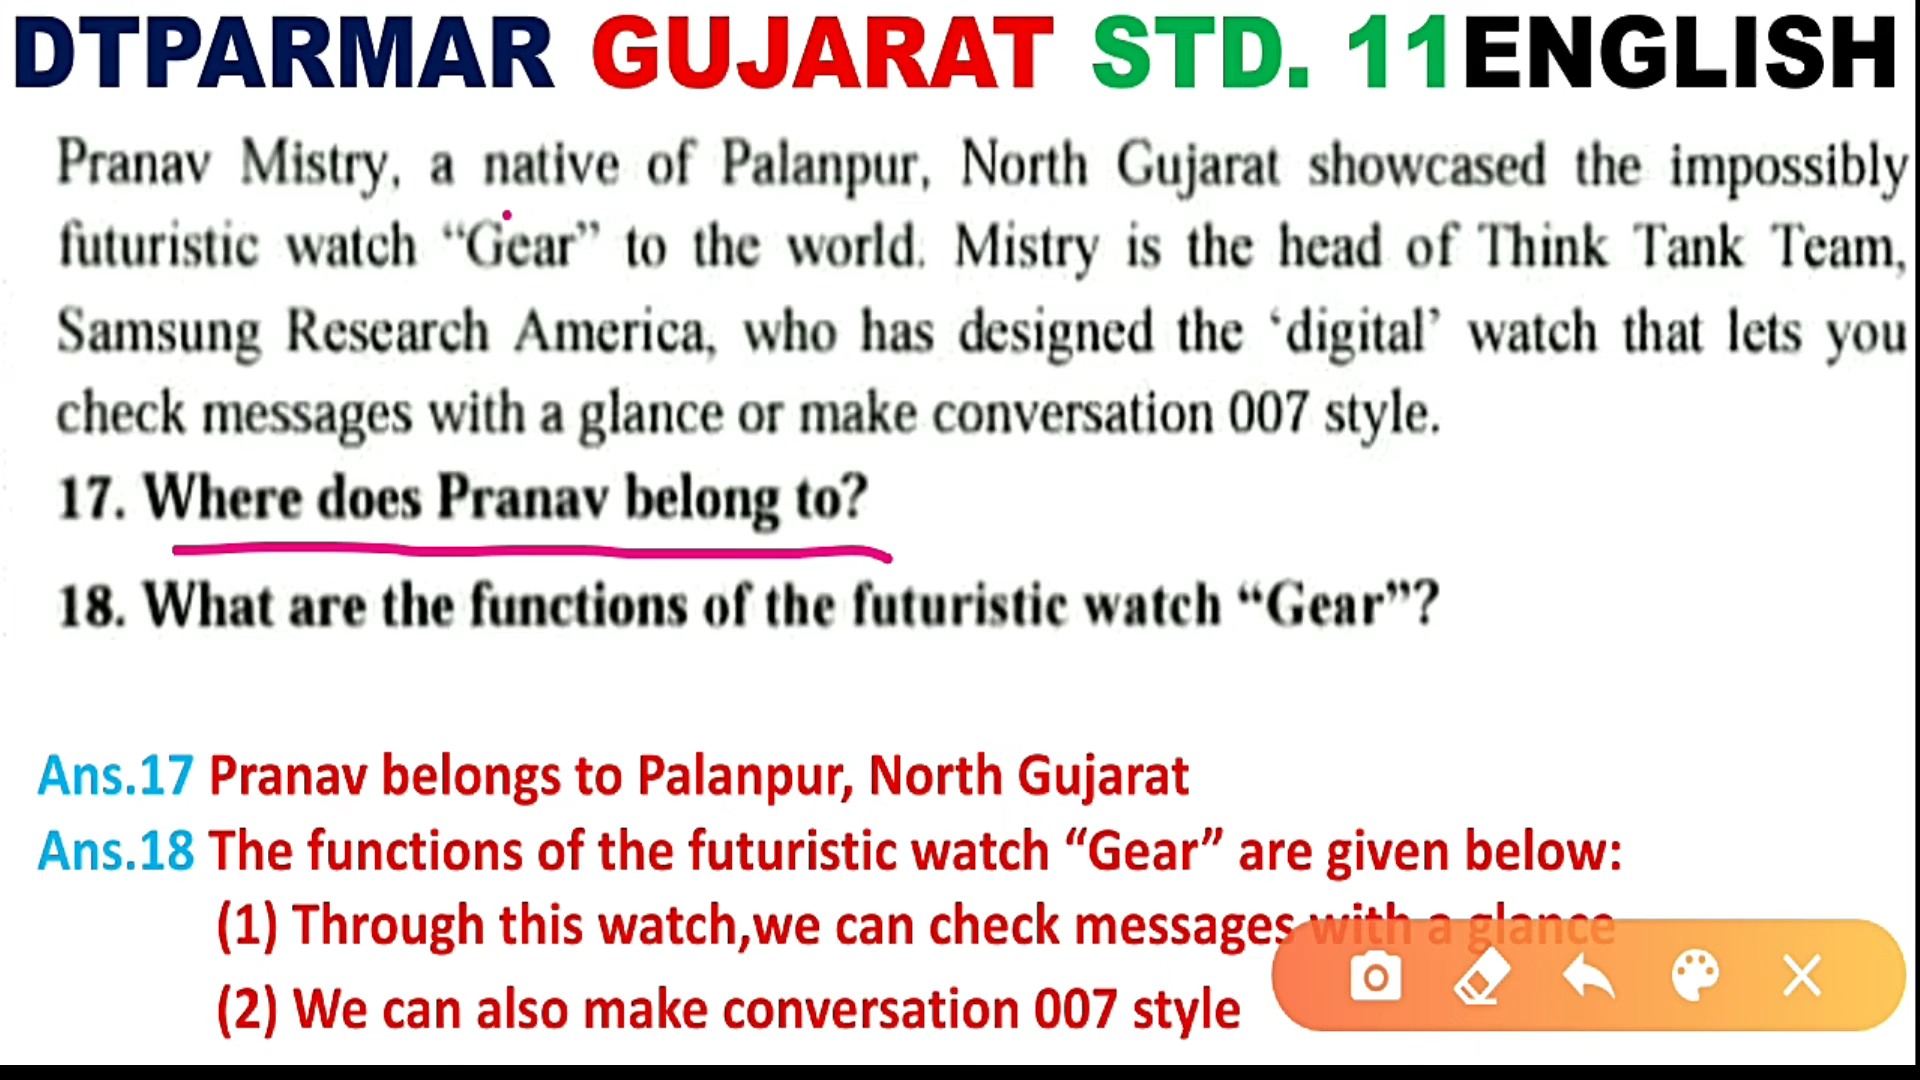 DTPARMAR GUJARAT STD. 11ENGLISH
Pranav Mistry, a native of Palanpur, North Gujarat showcased the impossibly
futuristic watch “Gear” to the world. Mistry is the head of Think Tank Team,
Samsung Research America, who has designed the ‘digital’ watch that lets you
check messages with a glance or make conversation 007 style.
17. Where does Pranav belong to?
18. What are the functions of the futuristic watch “Gear”?
Ans.17 Pranav belongs to Palanpur, North Gujarat
Ans.18 The functions of the futuristic watch “Gear” are given below:
(1) Through this watch,we can check messages with a glance
(2) We can also make conversation 007 style